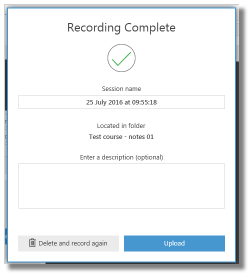 Recording Complete
Session name
25 July 2016 at 09:55:18
Located in folder
Test course - notes 01
Enter a description (optional)
Delete and record again
Upload